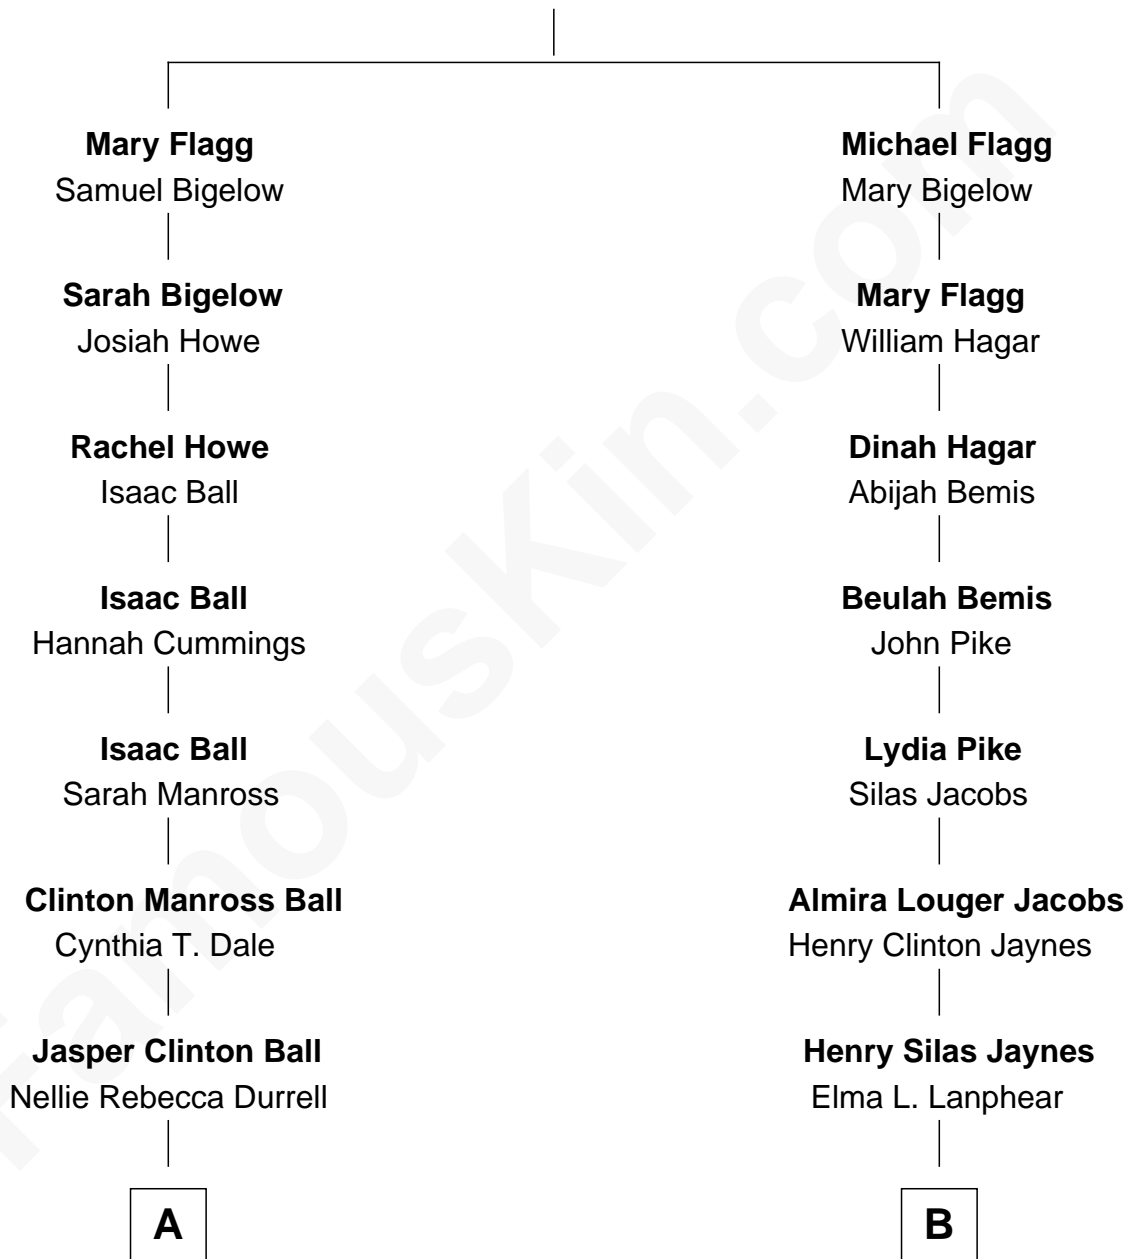 Mary Flagg
Samuel Bigelow
Sarah Bigelow
Josiah Howe
Rachel Howe
Isaac Ball
Isaac Ball
Hannah Cummings
Isaac Ball
Sarah Manross
Clinton Manross Ball
Cynthia T. Dale
Jasper Clinton Ball
Nellie Rebecca Durrell
A
Michael Flagg
Mary Bigelow
Mary Flagg
William Hagar
Dinah Hagar
Abijah Bemis
Beulah Bemis
John Pike
Lydia Pike
Silas Jacobs
Almira Louger Jacobs
Henry Clinton Jaynes
Henry Silas Jaynes
Elma L. Lanphear
B
FamousKin.com